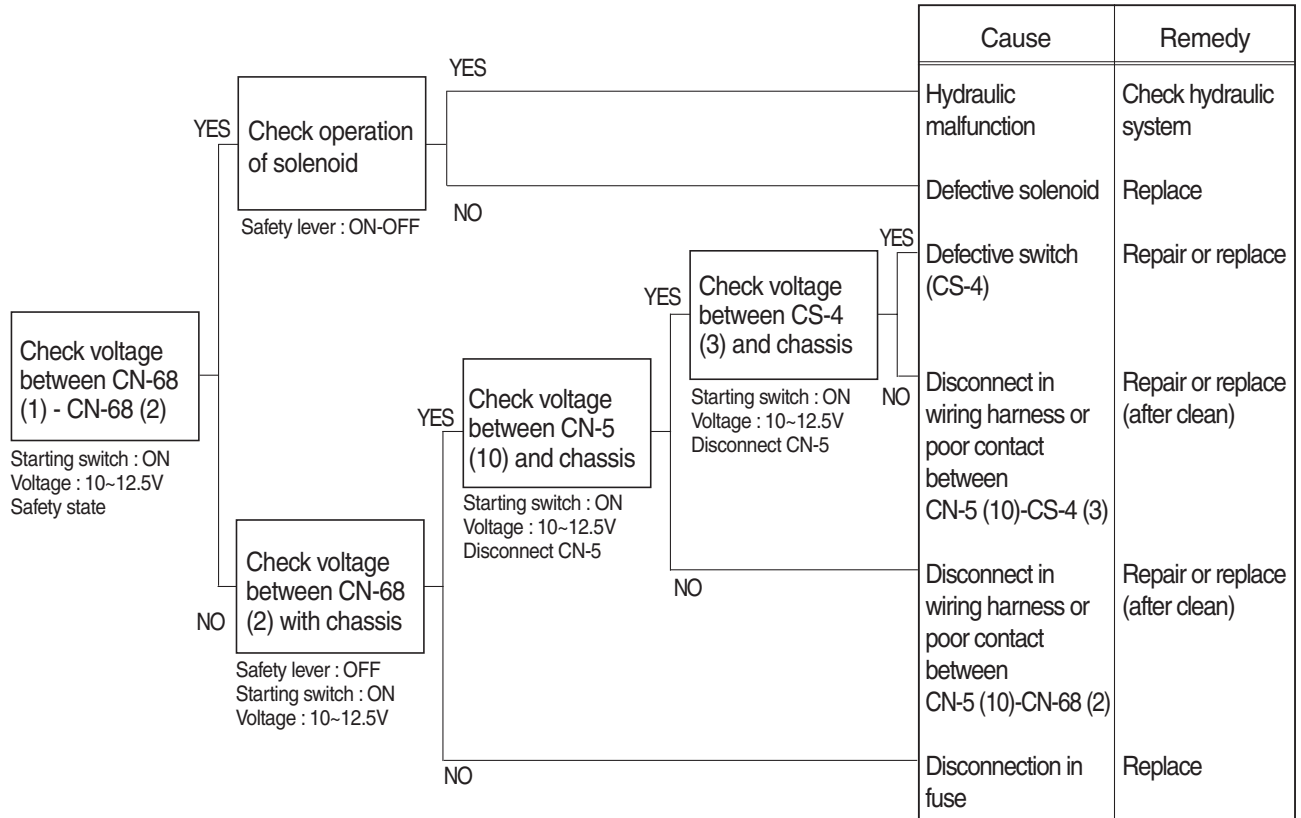 Cause
Remedy
YES
Hydraulic
malfunction
Check hydraulic
system
YES
Check operation
of solenoid
Defective solenoid
Replace
NO
Safety lever : ON-OFF
YES
Defective switch
(CS-4)
Repair or replace
YES
Check voltage
between CS-4
(3) and chassis
Starting switch : ON
Voltage : 10~12.5V
Disconnect CN-5
NO
Disconnect in
wiring harness or
poor contact
between
CN-5 (10)-CS-4 (3)
Repair or replace
(after clean)
Check voltage
between CN-68
(1) - CN-68 (2)
Starting switch : ON
Voltage : 10~12.5V
Safety state
YES
Check voltage
between CN-5
(10) and chassis
Starting switch : ON
Voltage : 10~12.5V
Disconnect CN-5
NO
Disconnect in
wiring harness or
poor contact
between
CN-5 (10)-CN-68 (2)
Repair or replace
(after clean)
NO
Check voltage
between CN-68
(2) with chassis
Safety lever : OFF
Starting switch : ON
Voltage : 10~12.5V
NO
Disconnection in
fuse
Replace